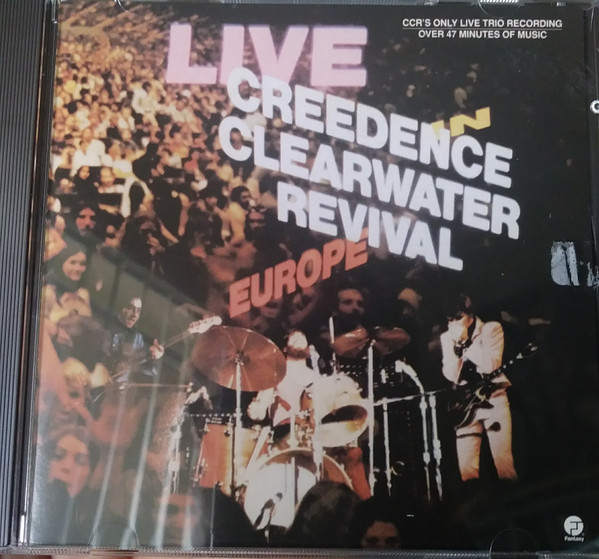 CCR'S ONLY LIVE TRIO RECORDING
OVER 47 MINUTES OF MUSIC
LIVE
IN
CREEDENCE
CLEARWATER
REVIVAL
EUROPE
Fantasy